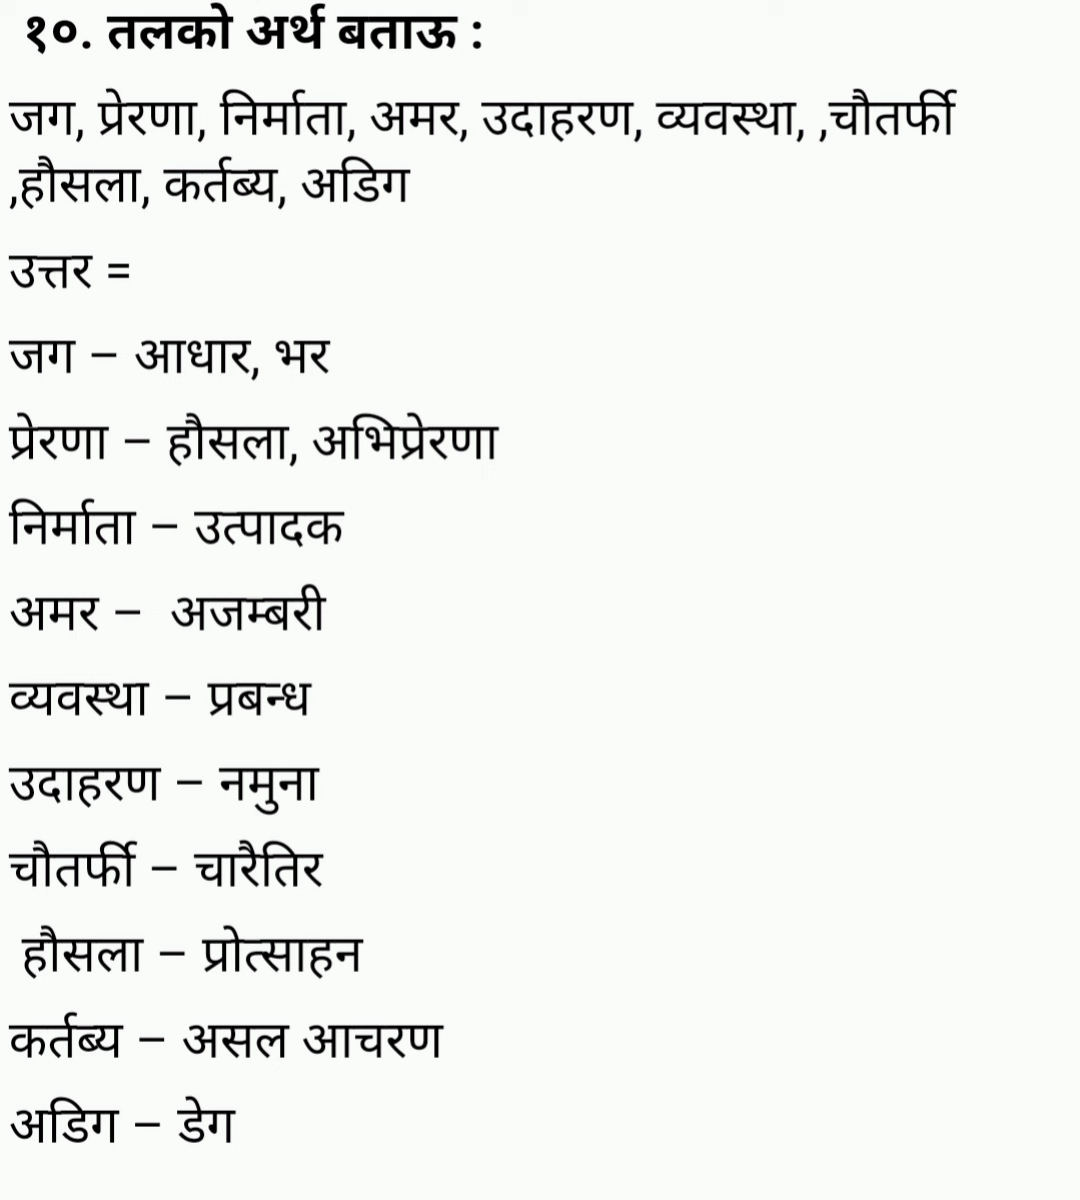 १०. तलको अर्थ बताऊ :
जग, प्रेरणा, निर्माता, अमर, उदाहरण, व्यवस्था, ,चौतर्फी
,हौसला, कर्तब्य, अडिग
उत्तर =
जग – आधार, भर
प्रेरणा – हौसला, अभिप्रेरणा
निर्माता – उत्पादक
अमर – अजम्बरी
व्यवस्था – प्रबन्ध
उदाहरण – नमुना
चौतर्फी – चारैतिर
हौसला – प्रोत्साहन
कर्तब्य – असल आचरण
अडिग – डेग